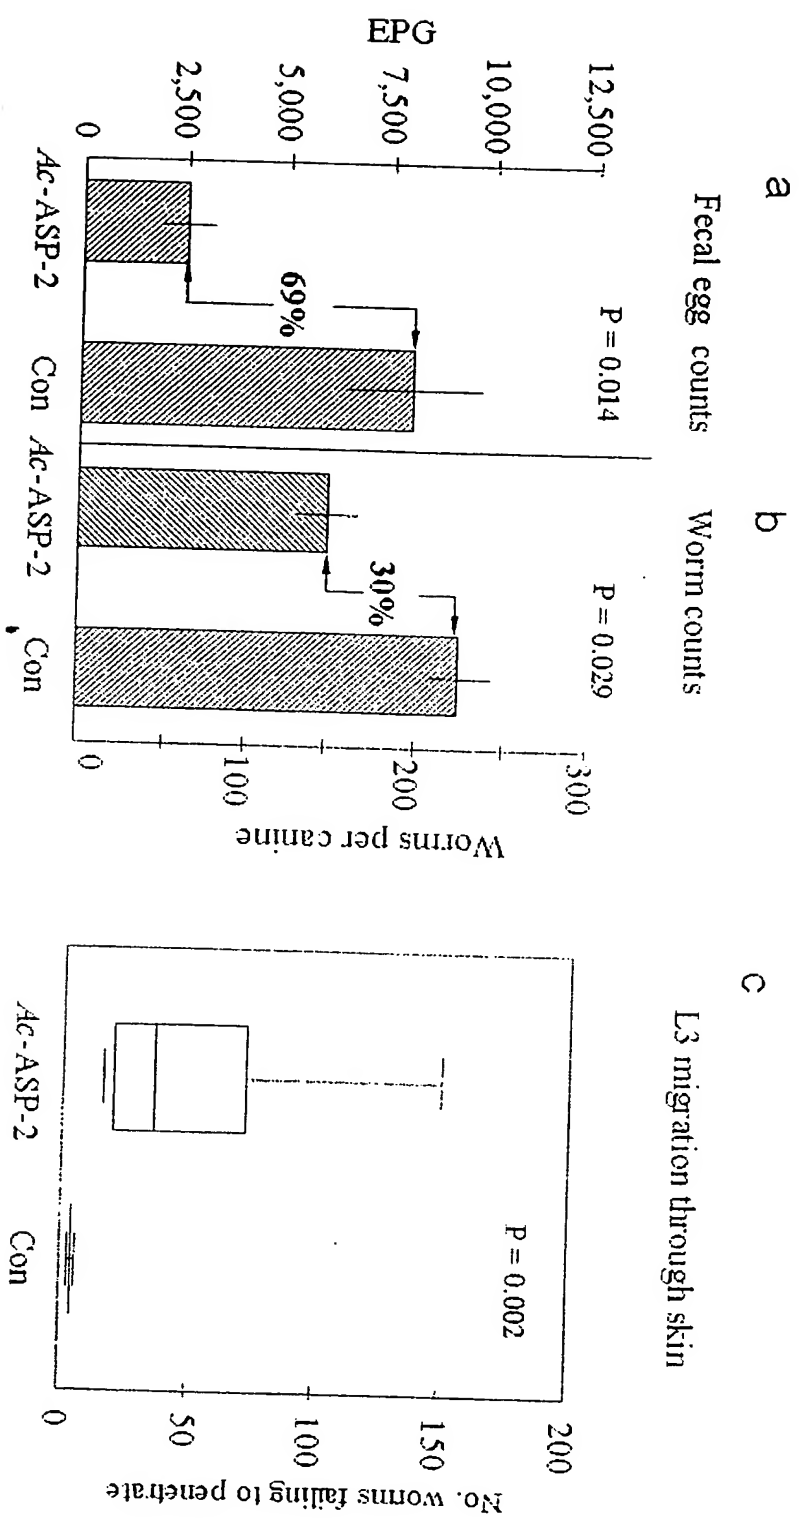 a
Fecal egg counts
P = 0.014
EPG
12,500
10,000
7,500
5,000
2,500
0
69%
Ac-ASP-2
Con
b
Worm counts
P = 0.029
30%
Ac-ASP-2
Con
300
200
100
0
Worms per canine
c
L3 migration through skin
P = 0.002
Ac-ASP-2
Con
200
150
100
50
0
No. worms failing to penetrate